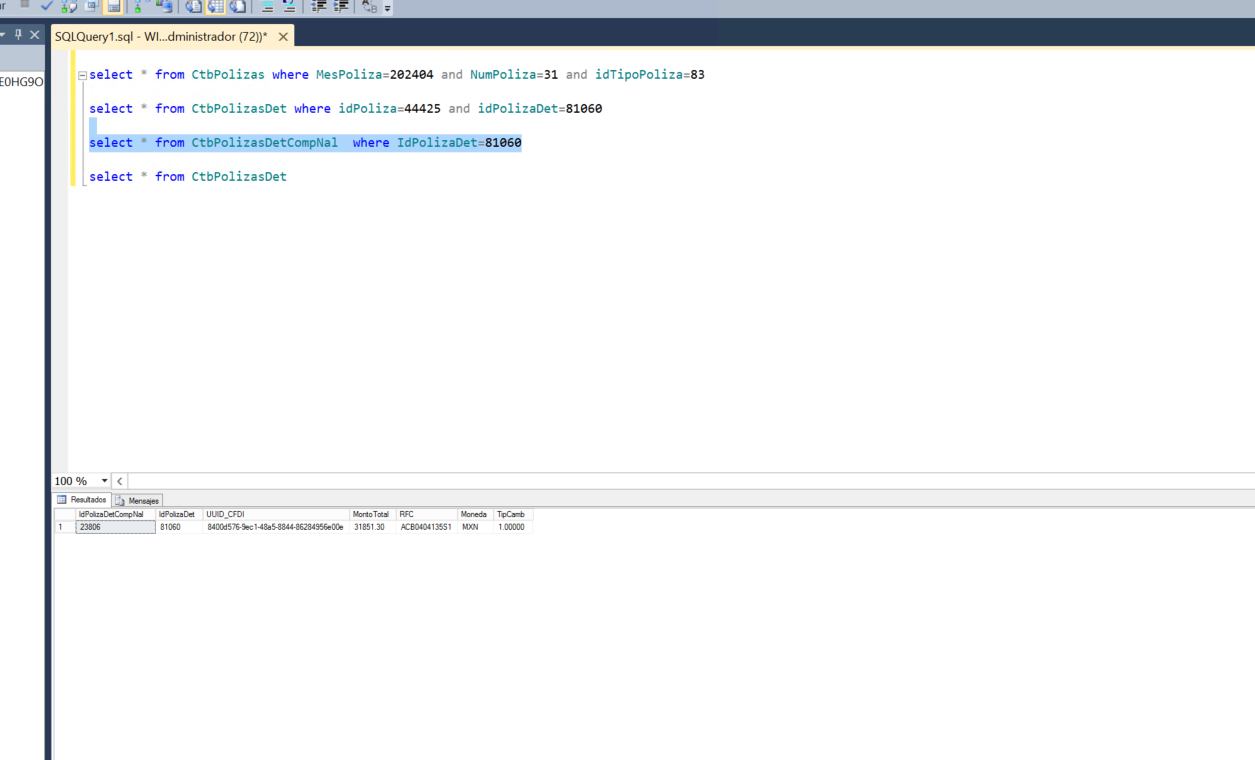 SQLQuery1.sql - WI...dministrador (72))*
E0HG9O
select * from CtbPolizas where MesPoliza=202404 and NumPoliza=31 and idTipoPoliza=83
select * from CtbPolizasDet where idPoliza=44425 and idPolizaDet=81060
select * from CtbPolizasDetCompNal  where IdPolizaDet=81060
select * from CtbPolizasDet
100 %
Resultados Mensajes
IdPolizaDetCompNal IdPolizaDet UUID_CFDI MontoTotal RFC Moneda TipCamb
1 23806 81060 8400d576-9ec1-48a5-8844-86284956e00e 31851.30 ACB0404135S1 MXN 1.00000